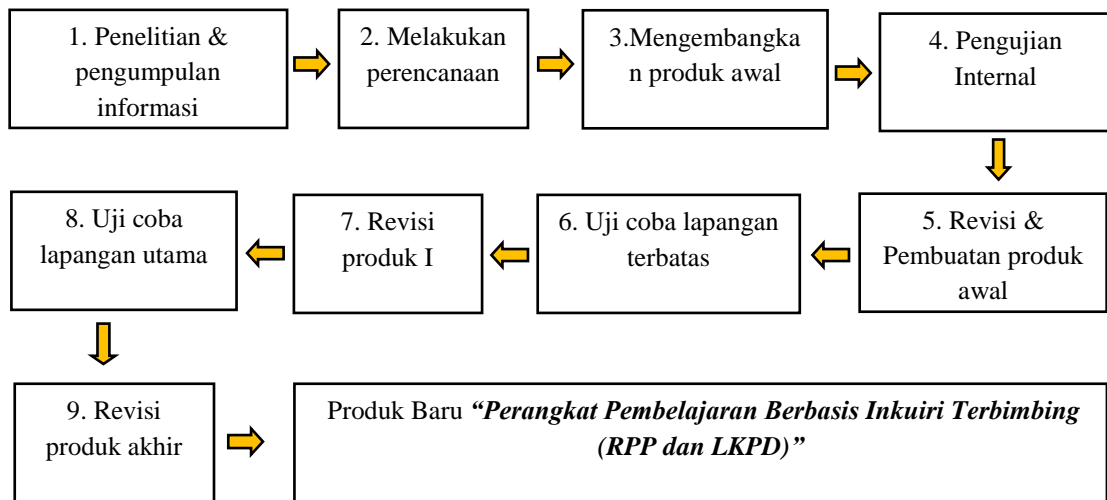 1. Penelitian &
pengumpulan
informasi
2. Melakukan
perencanaan
3.Mengembangka
n produk awal
4. Pengujian
Internal
5. Revisi &
Pembuatan produk
awal
6. Uji coba lapangan
terbatas
7. Revisi
produk I
8. Uji coba
lapangan utama
9. Revisi
produk akhir
Produk Baru “Perangkat Pembelajaran Berbasis Inkuiri Terbimbing
(RPP dan LKPD)”